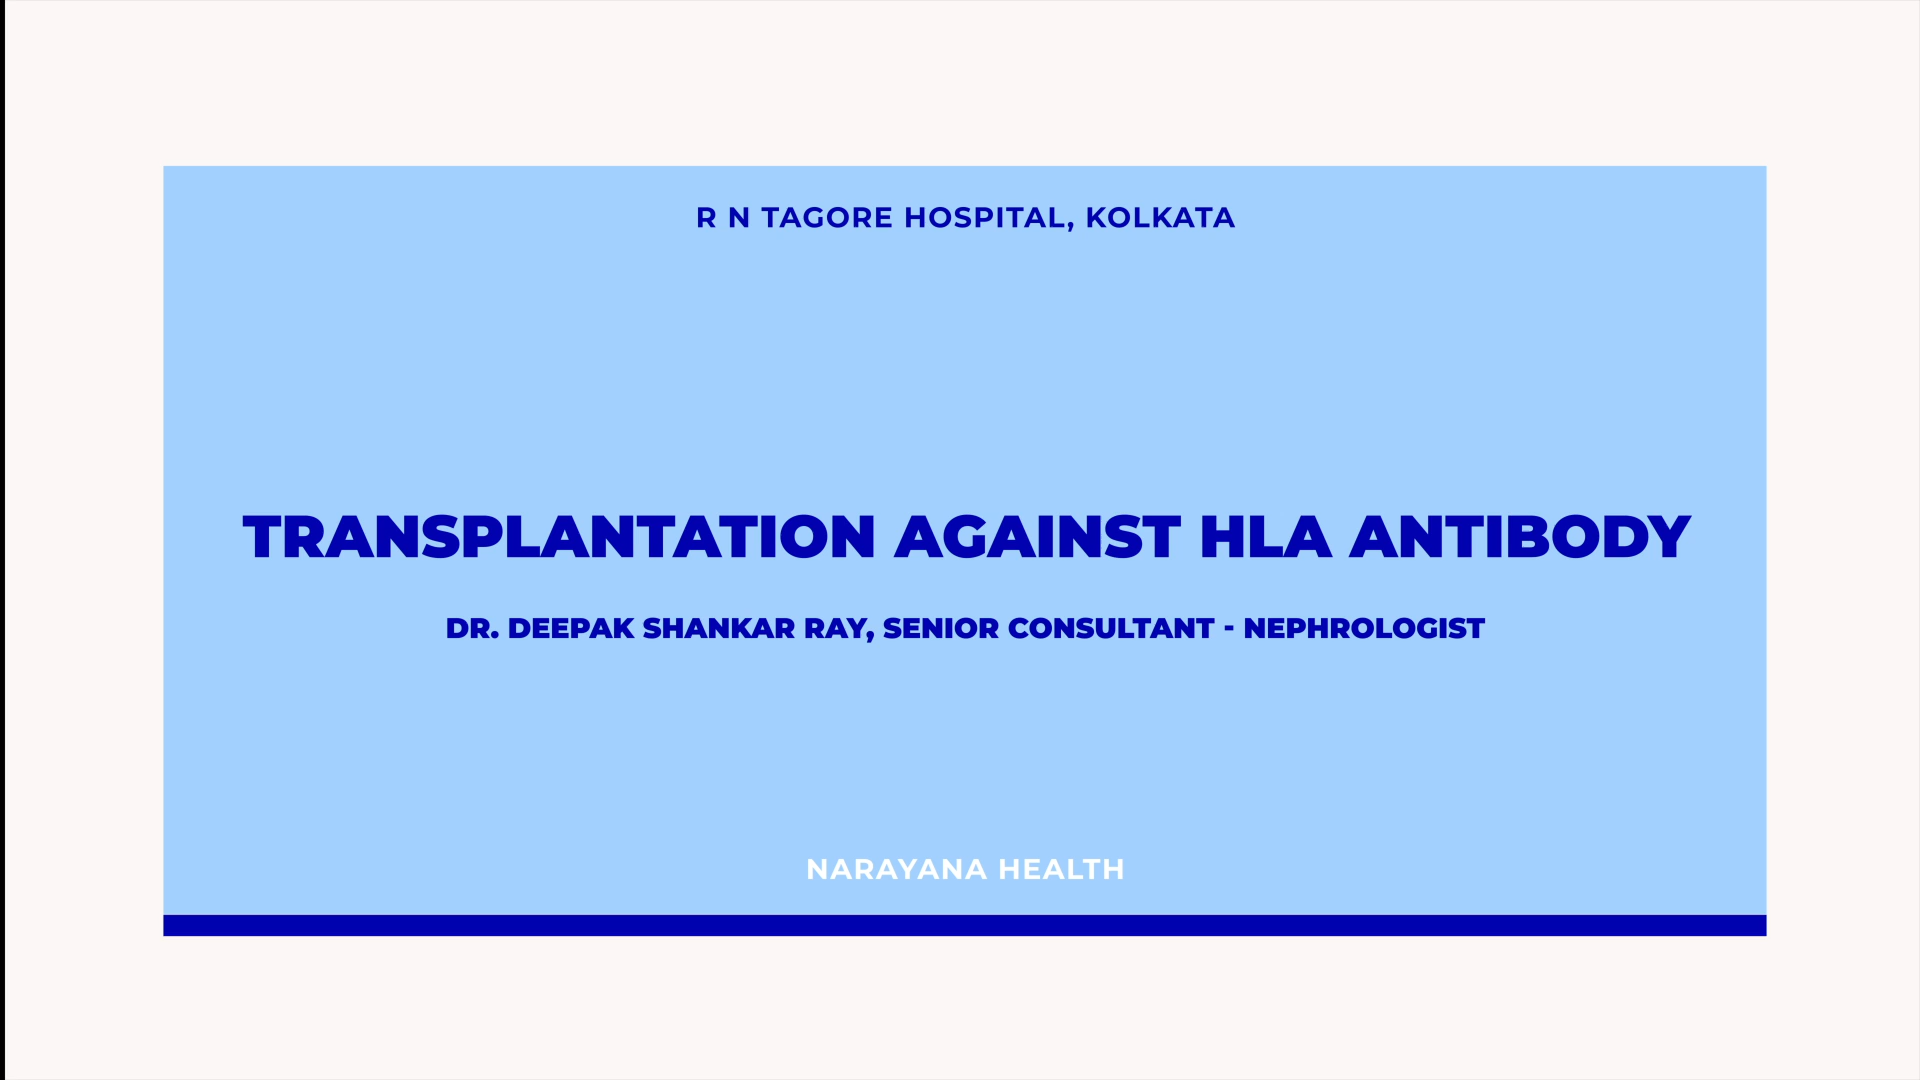 R N TAGORE HOSPITAL, KOLKATA
TRANSPLANTATION AGAINST HLA ANTIBODY
DR. DEEPAK SHANKAR RAY, SENIOR CONSULTANT - NEPHROLOGIST
NARAYANA HEALTH